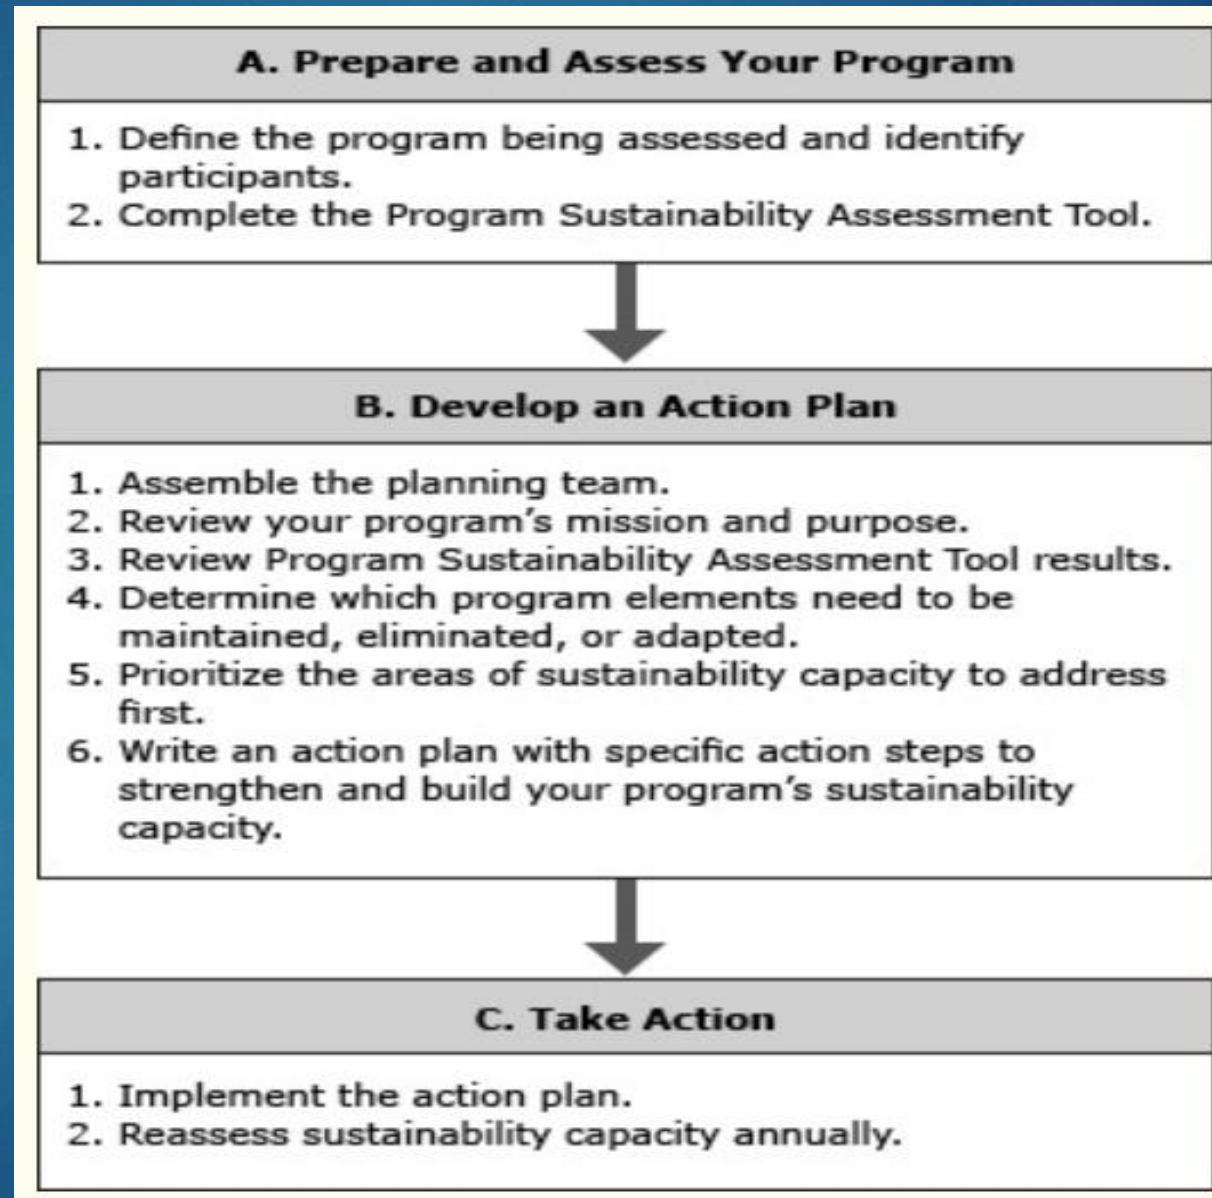 A. Prepare and Assess Your Program
1. Define the program being assessed and identify
participants.
2. Complete the Program Sustainability Assessment Tool.
B. Develop an Action Plan
1. Assemble the planning team.
2. Review your program’s mission and purpose.
3. Review Program Sustainability Assessment Tool results.
4. Determine which program elements need to be
maintained, eliminated, or adapted.
5. Prioritize the areas of sustainability capacity to address
first.
6. Write an action plan with specific action steps to
strengthen and build your program’s sustainability
capacity.
C. Take Action
1. Implement the action plan.
2. Reassess sustainability capacity annually.